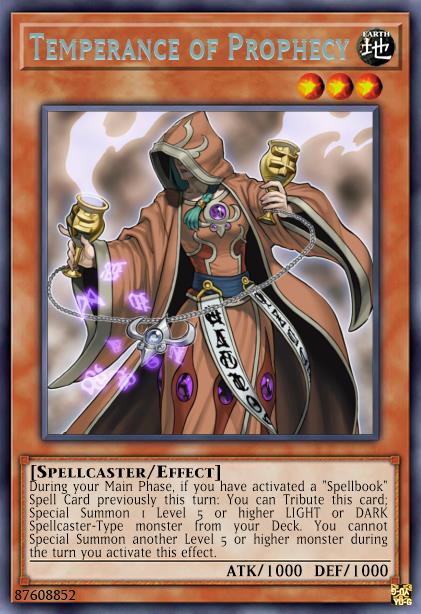 Temperance of Prophecy
EARTH
地
[Spellcaster/Effect]
During your Main Phase, if you have activated a "Spellbook"
Spell Card previously this turn: You can Tribute this card;
Special Summon 1 Level 5 or higher LIGHT or DARK
Spellcaster-Type monster from your Deck. You cannot
Special Summon another Level 5 or higher monster during
the turn you activate this effect.
ATK/1000 DEF/1000
87608852